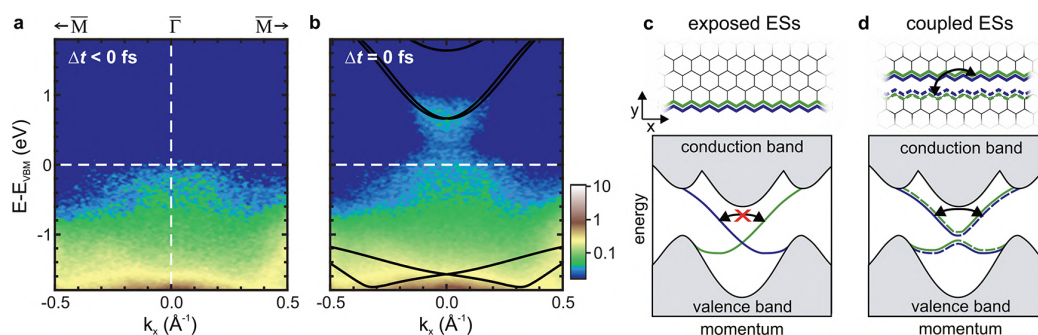 a
← M̅ Γ̅ M̅ →
Δt < 0 fs
1
0
-1
E-E_VBM (eV)
-0.5 0.0 0.5
k_x (Å⁻¹)
b
Δt = 0 fs
-0.5 0.0 0.5
k_x (Å⁻¹)
10
1
0.1
c exposed ESs
y
x
conduction band
energy
valence band
momentum
d coupled ESs
conduction band
valence band
momentum